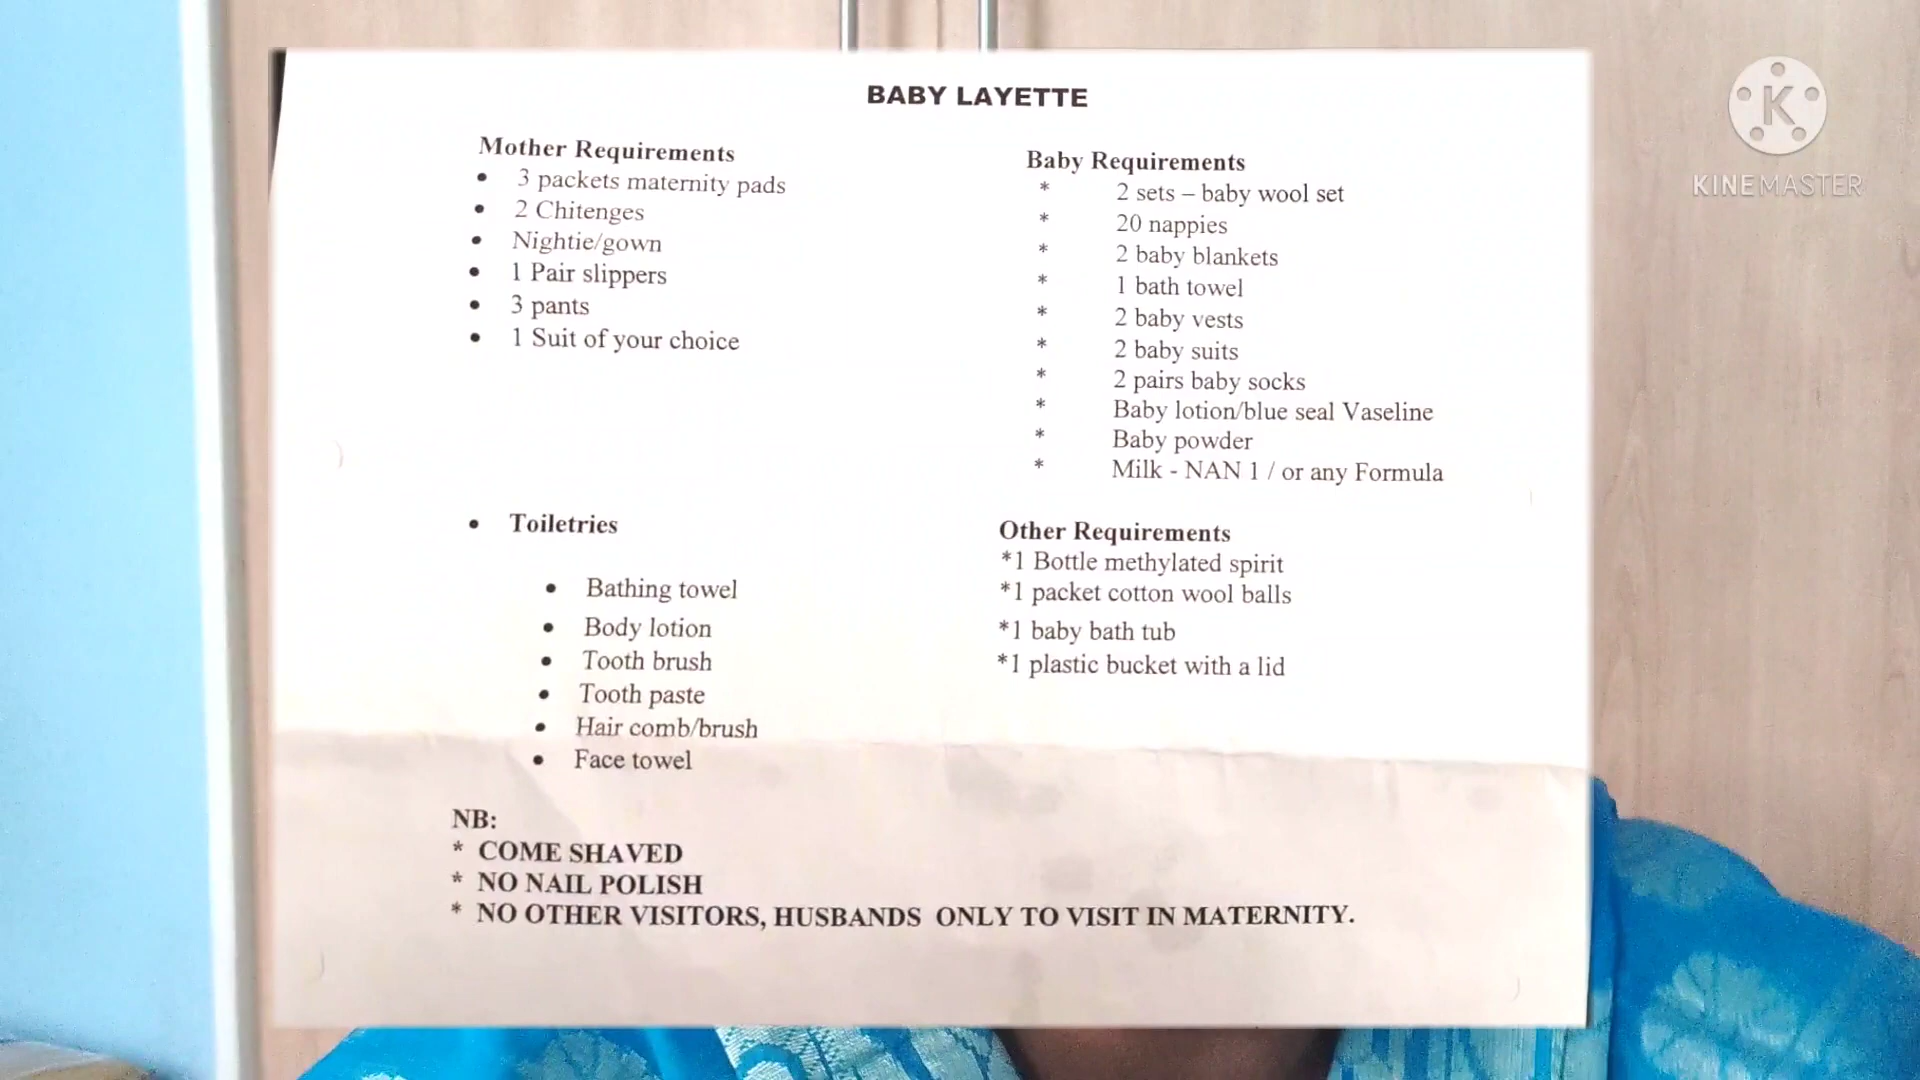 BABY LAYETTE
Mother Requirements
• 3 packets maternity pads
• 2 Chitenges
• Nightie/gown
• 1 Pair slippers
• 3 pants
• 1 Suit of your choice
Baby Requirements
* 2 sets – baby wool set
* 20 nappies
* 2 baby blankets
* 1 bath towel
* 2 baby vests
* 2 baby suits
* 2 pairs baby socks
* Baby lotion/blue seal Vaseline
* Baby powder
* Milk - NAN 1 / or any Formula
• Toiletries
• Bathing towel
• Body lotion
• Tooth brush
• Tooth paste
• Hair comb/brush
• Face towel
Other Requirements
*1 Bottle methylated spirit
*1 packet cotton wool balls
*1 baby bath tub
*1 plastic bucket with a lid
NB:
* COME SHAVED
* NO NAIL POLISH
* NO OTHER VISITORS, HUSBANDS ONLY TO VISIT IN MATERNITY.
K
KINEMASTER